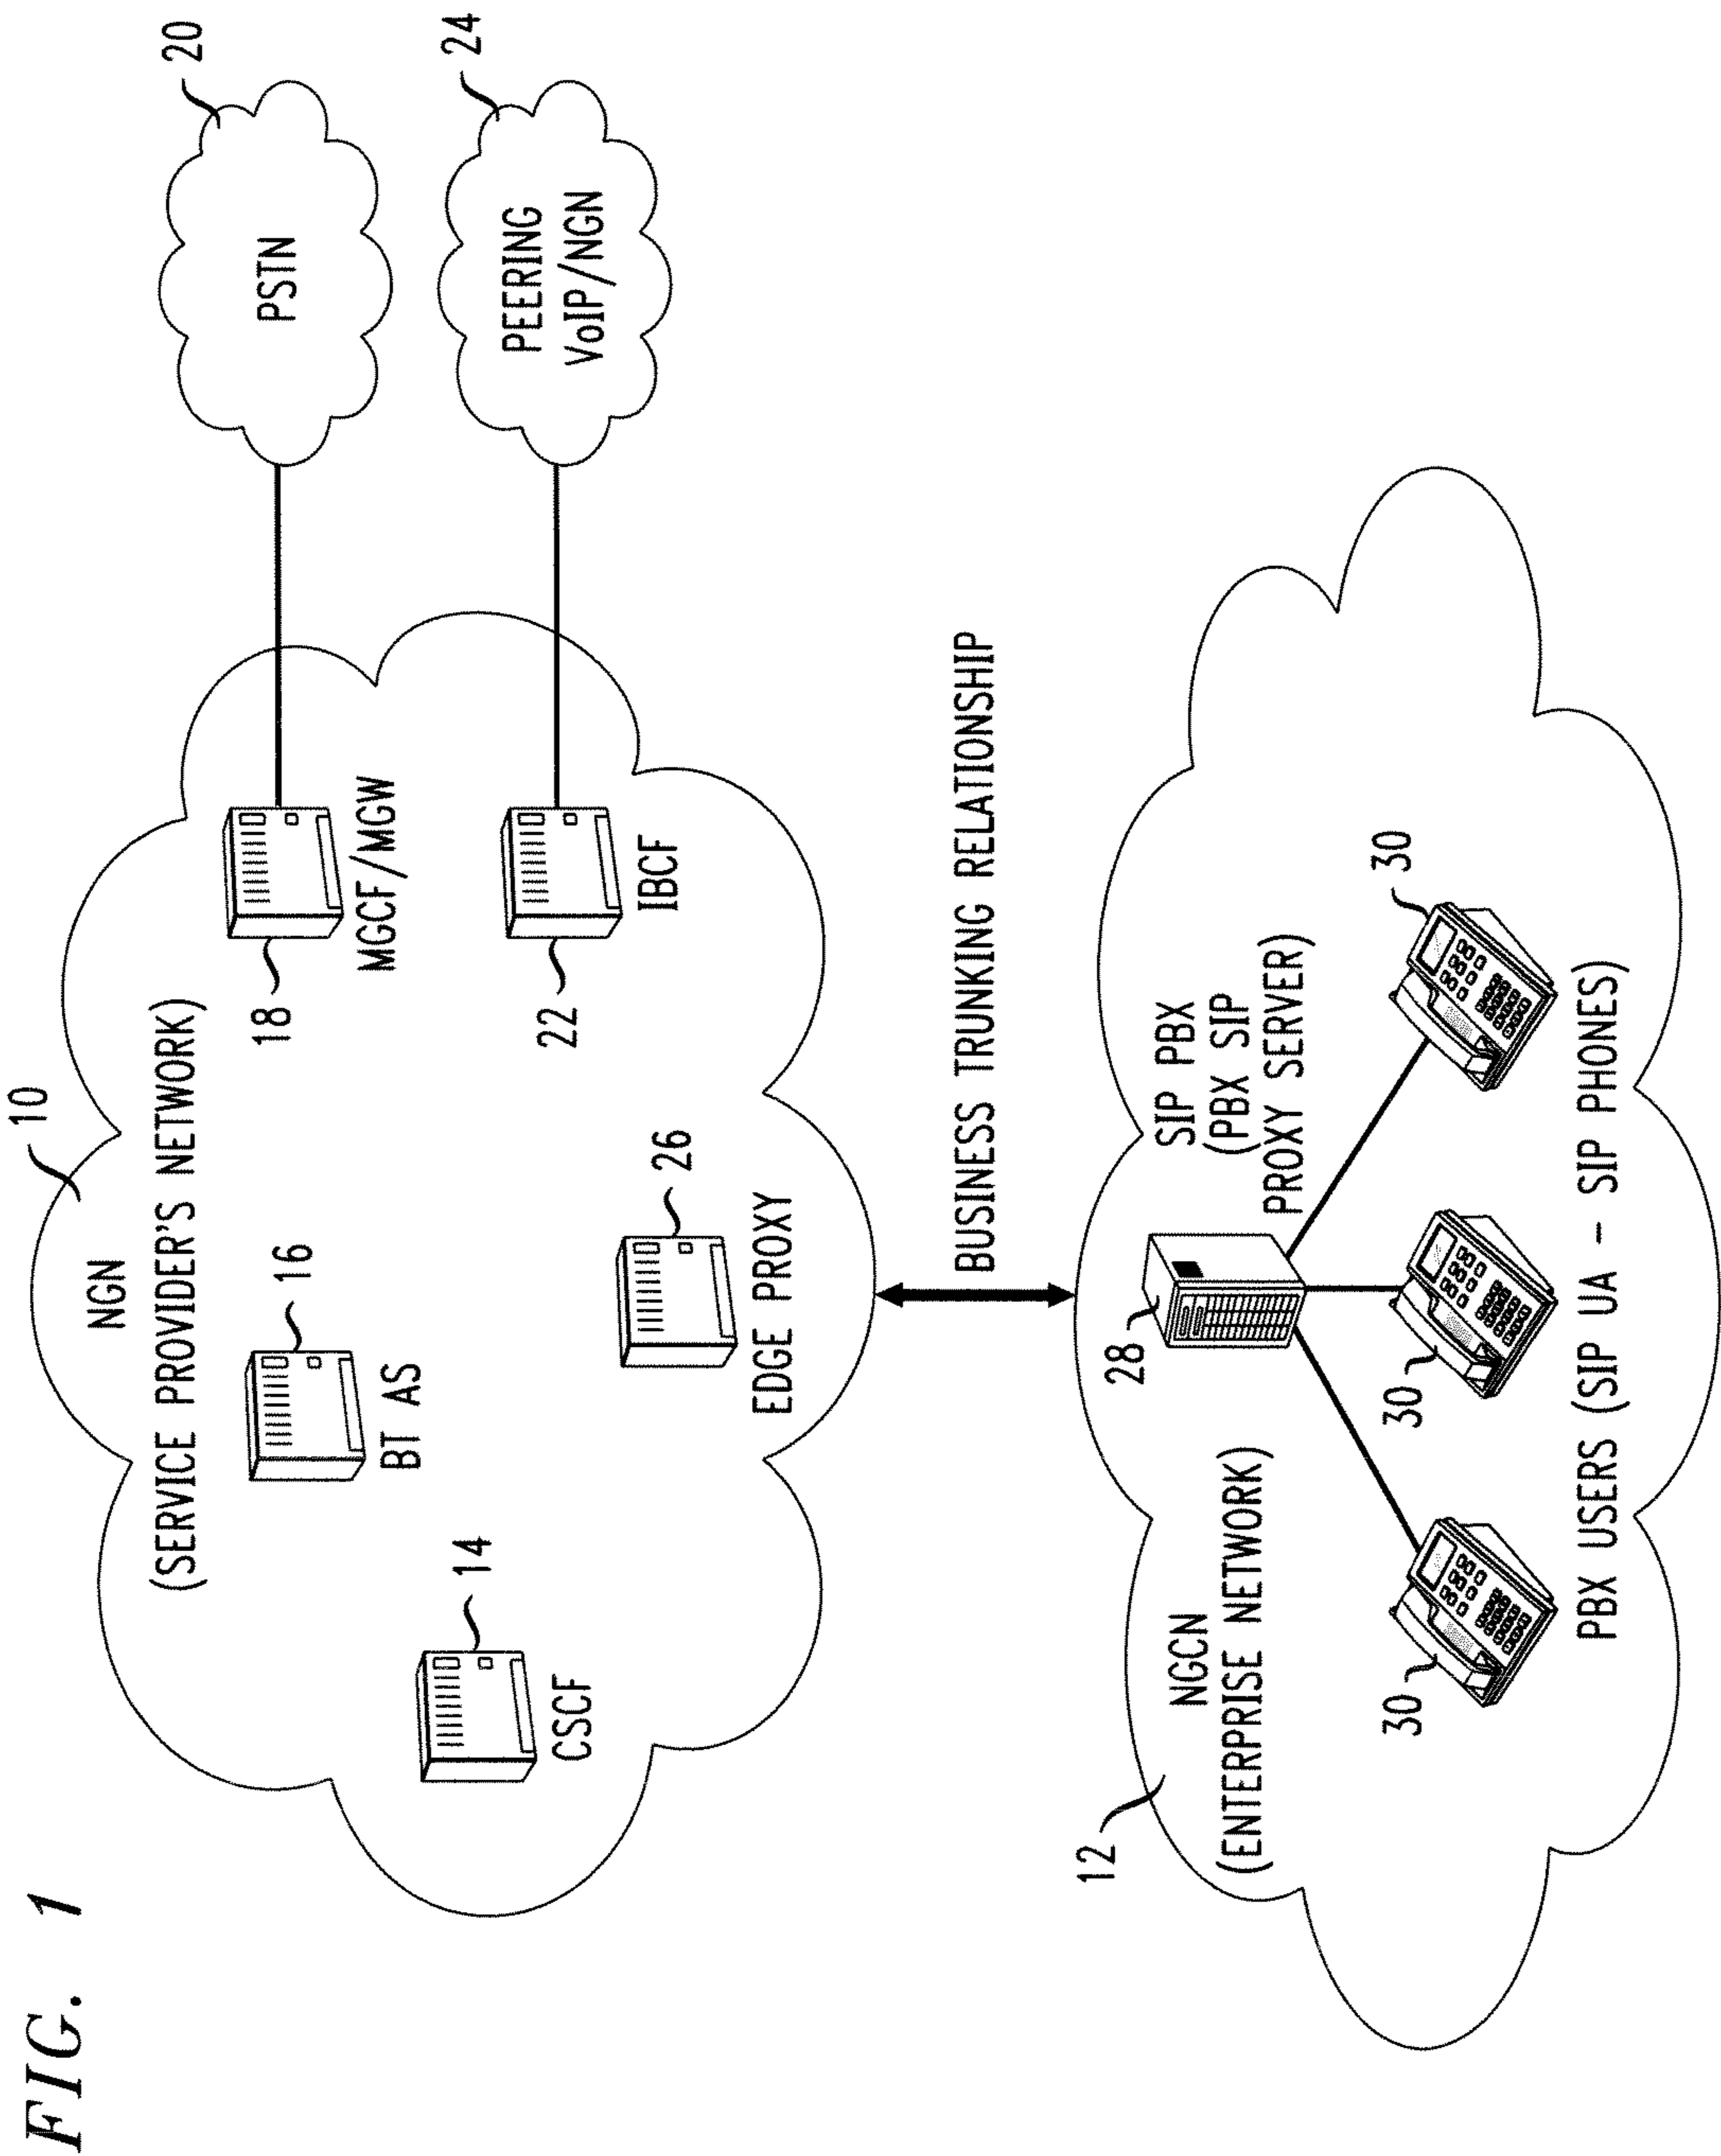 FIG. 1
10
NGN
(SERVICE PROVIDER'S NETWORK)
14
CSCF
16
BT AS
18
MGCF/MGW
20
PSTN
22
IBCF
24
PEERING
VoIP/NGN
26
EDGE PROXY
BUSINESS TRUNKING RELATIONSHIP
12
NGCN
(ENTERPRISE NETWORK)
28
SIP PBX
(PBX SIP
PROXY SERVER)
30
30
30
PBX USERS (SIP UA - SIP PHONES)